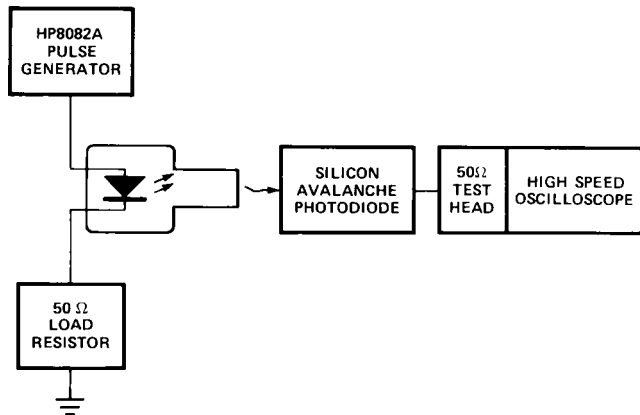 HP8082A
PULSE
GENERATOR
SILICON
AVALANCHE
PHOTODIODE
50Ω
TEST
HEAD
HIGH SPEED
OSCILLOSCOPE
50 Ω
LOAD
RESISTOR